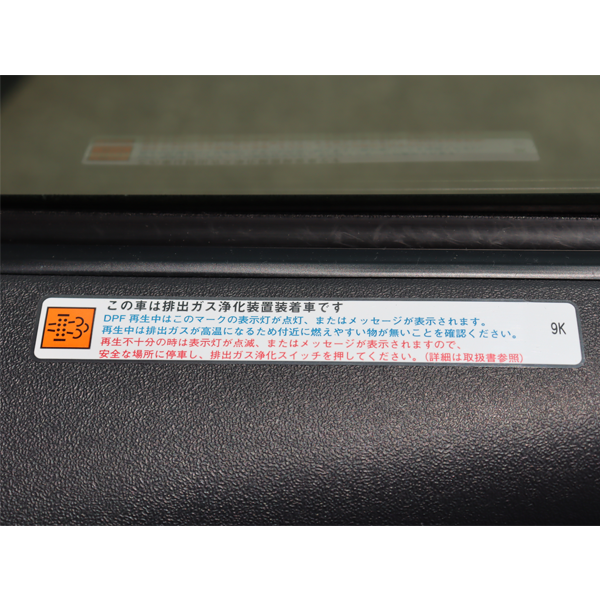 この車は排出ガス浄化装置装着車です
DPF 再生中はこのマークの表示灯が点灯、またはメッセージが表示されます。
再生中は排出ガスが高温になるため付近に燃えやすい物が無いことを確認ください。
再生不十分の時は表示灯が点滅、またはメッセージが表示されますので、
安全な場所に停車し、排出ガス浄化スイッチを押してください。(詳細は取扱書参照)
9K